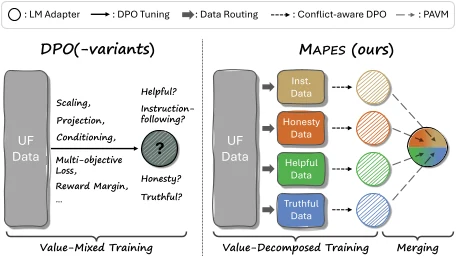 : LM Adapter
: DPO Tuning
: Data Routing
: Conflict-aware DPO
: PAVM
DPO(-variants)
UF
Data
Scaling,
Projection,
Conditioning,
Multi-objective
Loss,
Reward Margin,
...
Helpful?
Instruction-
following?
?
Honesty?
Truthful?
Value-Mixed Training
MAPES (ours)
UF
Data
Inst.
Data
Honesty
Data
Helpful
Data
Truthful
Data
Value-Decomposed Training
Merging